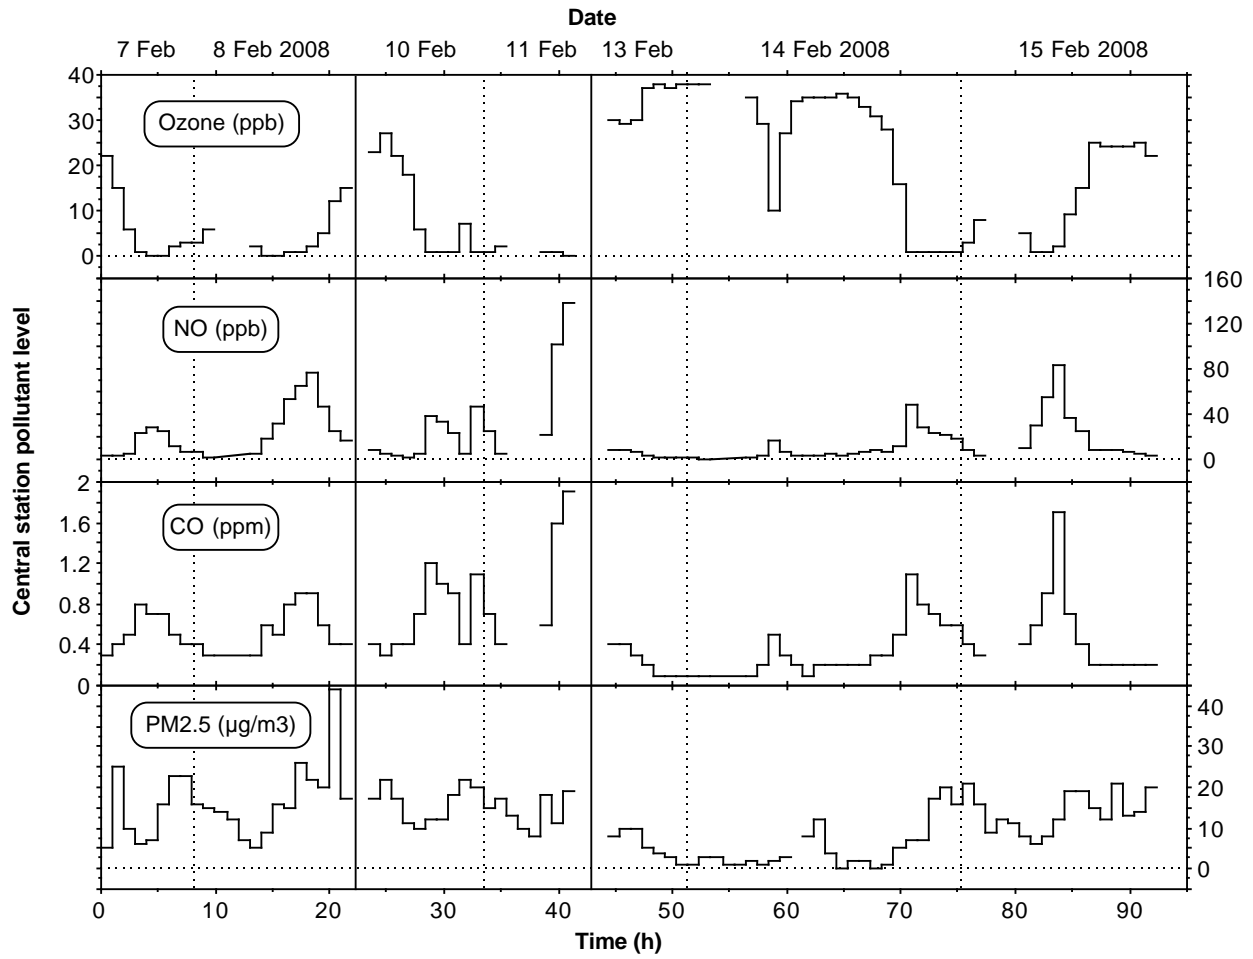 Date
7 Feb 8 Feb 2008 10 Feb 11 Feb 13 Feb 14 Feb 2008 15 Feb 2008
40
Ozone (ppb)
30
20
10
0
160
NO (ppb)
120
80
40
0
2
CO (ppm)
1.6
1.2
0.8
0.4
0
0
PM2.5 (µg/m3)
40
30
20
10
0
Central station pollutant level
0 10 20 30 40 50 60 70 80 90
Time (h)